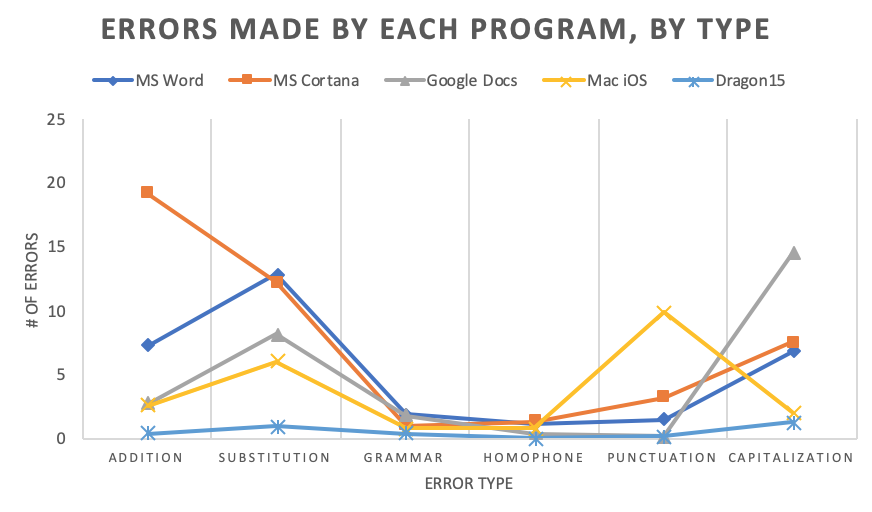 ERRORS MADE BY EACH PROGRAM, BY TYPE
MS Word MS Cortana Google Docs Mac iOS Dragon15
25
20
15
10
5
0
# OF ERRORS
ADDITION SUBSTITUTION GRAMMAR HOMOPHONE PUNCTUATION CAPITALIZATION
ERROR TYPE